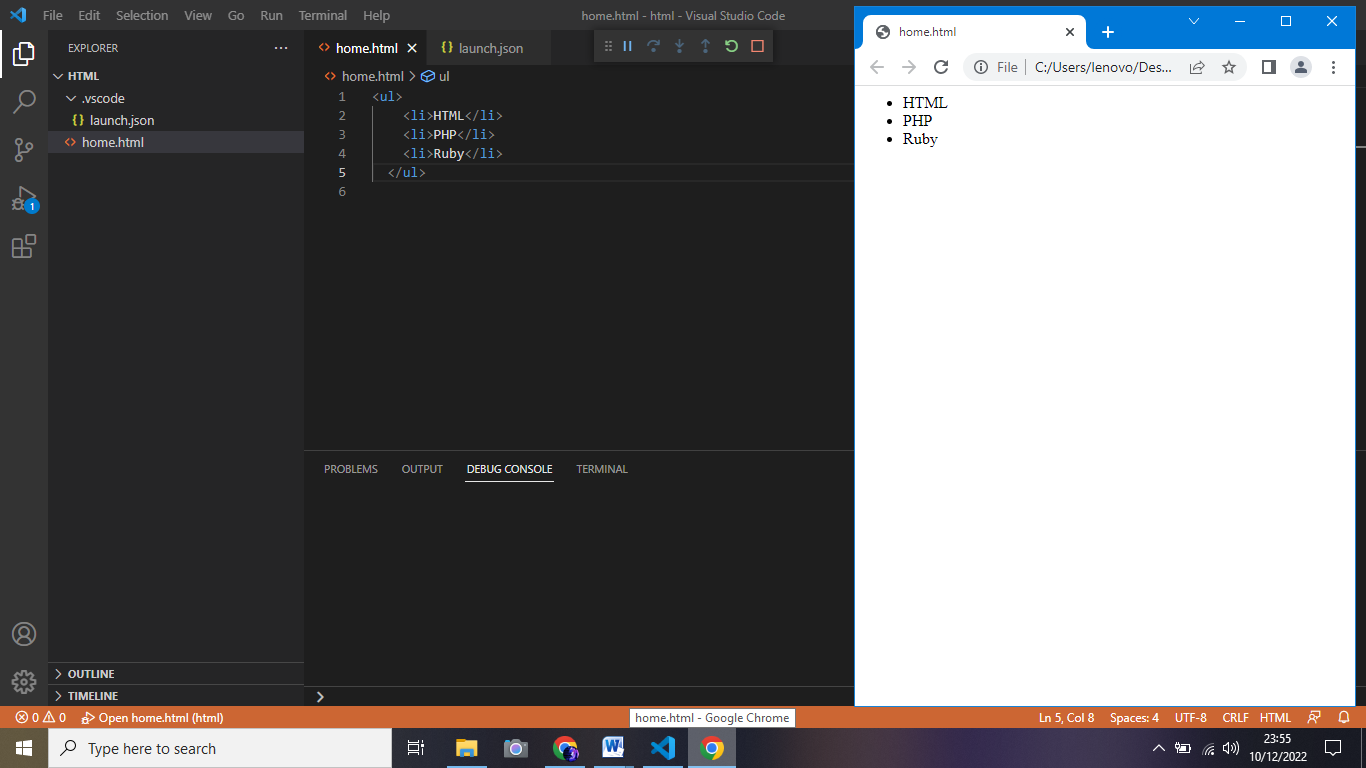 File Edit Selection View Go Run Terminal Help
home.html - html - Visual Studio Code
EXPLORER
HTML
.vscode
{} launch.json
<> home.html
1
OUTLINE
TIMELINE
<> home.html
{} launch.json
<> home.html > ul
1 <ul>
2 <li>HTML</li>
3 <li>PHP</li>
4 <li>Ruby</li>
5 </ul>
6
PROBLEMS OUTPUT DEBUG CONSOLE TERMINAL
home.html
File C:/Users/lenovo/Des...
• HTML
• PHP
• Ruby
0 0 Open home.html (html)
home.html - Google Chrome
Ln 5, Col 8 Spaces: 4 UTF-8 CRLF HTML
Type here to search
23:55
10/12/2022